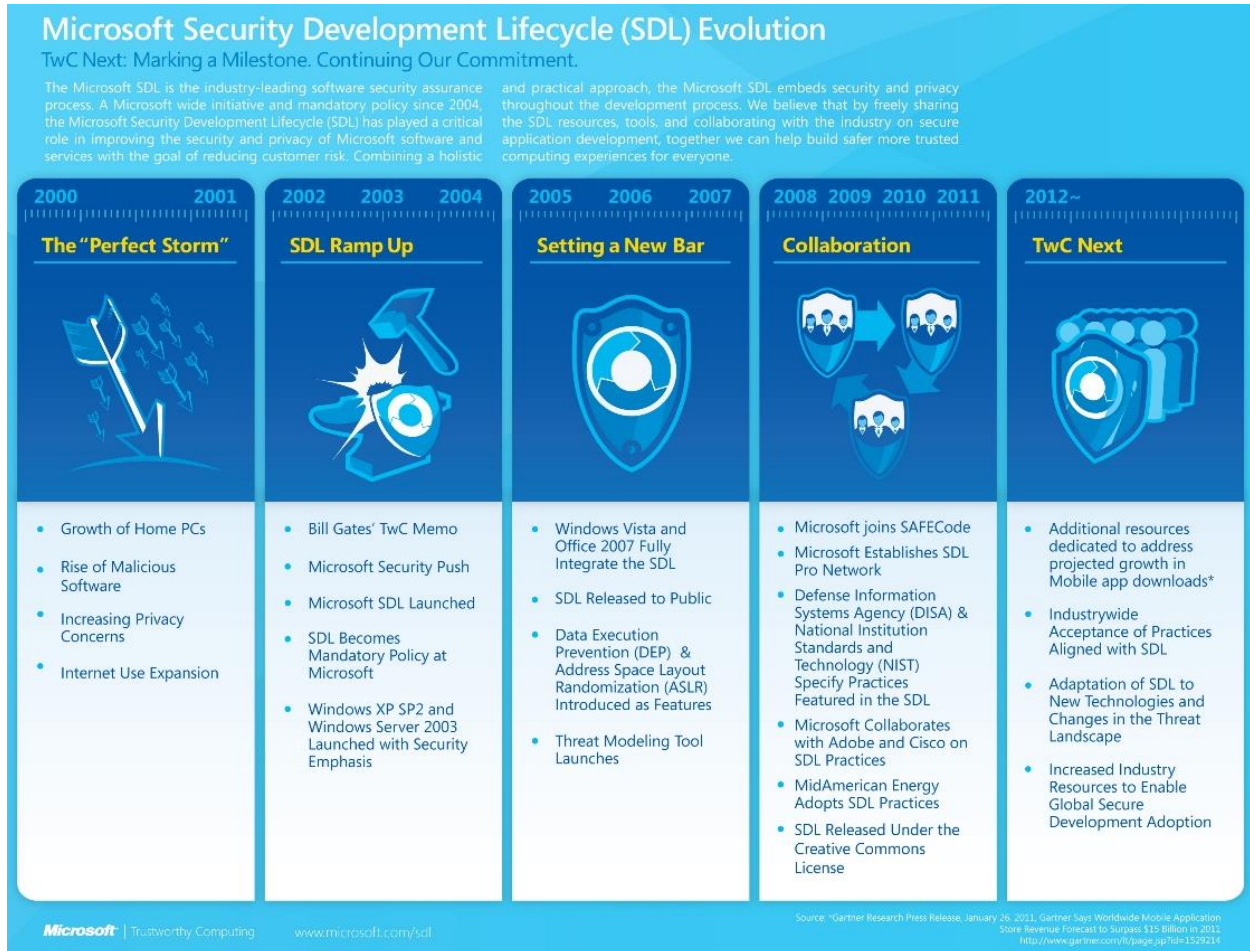 Microsoft Security Development Lifecycle (SDL) Evolution
TwC Next: Marking a Milestone. Continuing Our Commitment.
The Microsoft SDL is the industry-leading software security assurance
process. A Microsoft wide initiative and mandatory policy since 2004,
the Microsoft Security Development Lifecycle (SDL) has played a critical
role in improving the security and privacy of Microsoft software and
services with the goal of reducing customer risk. Combining a holistic
and practical approach, the Microsoft SDL embeds security and privacy
throughout the development process. We believe that by freely sharing
the SDL resources, tools, and collaborating with the industry on secure
application development, together we can help build safer more trusted
computing experiences for everyone.
2000 2001
The "Perfect Storm"
• Growth of Home PCs
• Rise of Malicious
Software
• Increasing Privacy
Concerns
• Internet Use Expansion
2002 2003 2004
SDL Ramp Up
• Bill Gates' TwC Memo
• Microsoft Security Push
• Microsoft SDL Launched
• SDL Becomes
Mandatory Policy at
Microsoft
• Windows XP SP2 and
Windows Server 2003
Launched with Security
Emphasis
2005 2006 2007
Setting a New Bar
• Windows Vista and
Office 2007 Fully
Integrate the SDL
• SDL Released to Public
• Data Execution
Prevention (DEP) &
Address Space Layout
Randomization (ASLR)
Introduced as Features
• Threat Modeling Tool
Launches
2008 2009 2010 2011
Collaboration
• Microsoft joins SAFECode
• Microsoft Establishes SDL
Pro Network
• Defense Information
Systems Agency (DISA) &
National Institution
Standards and
Technology (NIST)
Specify Practices
Featured in the SDL
• Microsoft Collaborates
with Adobe and Cisco on
SDL Practices
• MidAmerican Energy
Adopts SDL Practices
• SDL Released Under the
Creative Commons
License
2012~
TwC Next
• Additional resources
dedicated to address
projected growth in
Mobile app downloads*
• Industrywide
Acceptance of Practices
Aligned with SDL
• Adaptation of SDL to
New Technologies and
Changes in the Threat
Landscape
• Increased Industry
Resources to Enable
Global Secure
Development Adoption
Microsoft | Trustworthy Computing www.microsoft.com/sdl
Source: *Gartner Research Press Release, January 26, 2011, Gartner Says Worldwide Mobile Application
Store Revenue Forecast to Surpass $15 Billion in 2011
http://www.gartner.com/it/page.jsp?id=1529214